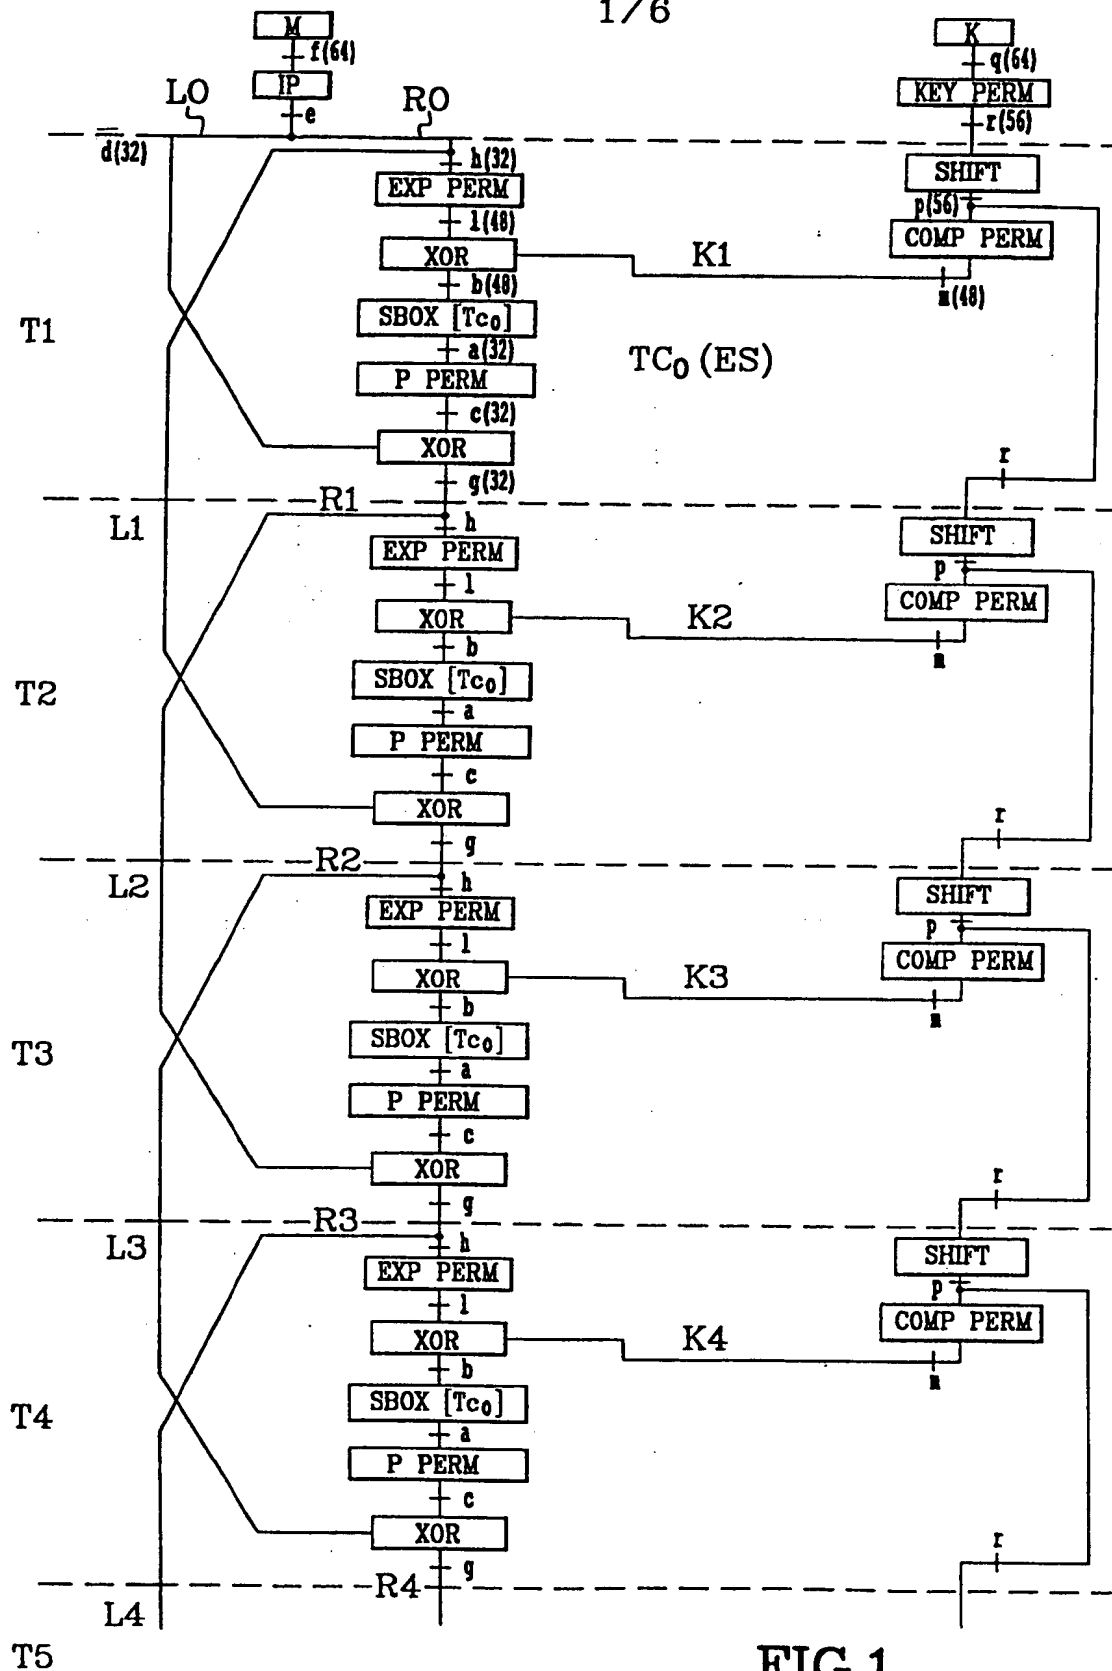 1/6
M
f(64)
IP
e
L0
R0
d(32)
K
q(64)
KEY PERM
r(56)
h(32)
EXP PERM
l(48)
XOR
b(48)
SBOX [Tc₀]
a(32)
P PERM
c(32)
XOR
g(32)
K1
SHIFT
p(56)
COMP PERM
m(48)
T1
TC₀ (ES)
r
R1
L1
h
EXP PERM
l
XOR
b
SBOX [Tc₀]
a
P PERM
c
XOR
g
K2
SHIFT
p
COMP PERM
m
T2
r
R2
L2
h
EXP PERM
l
XOR
b
SBOX [Tc₀]
a
P PERM
c
XOR
g
K3
SHIFT
p
COMP PERM
m
T3
r
R3
L3
h
EXP PERM
l
XOR
b
SBOX [Tc₀]
a
P PERM
c
XOR
g
K4
SHIFT
p
COMP PERM
m
T4
r
R4
L4
T5
FIG.1